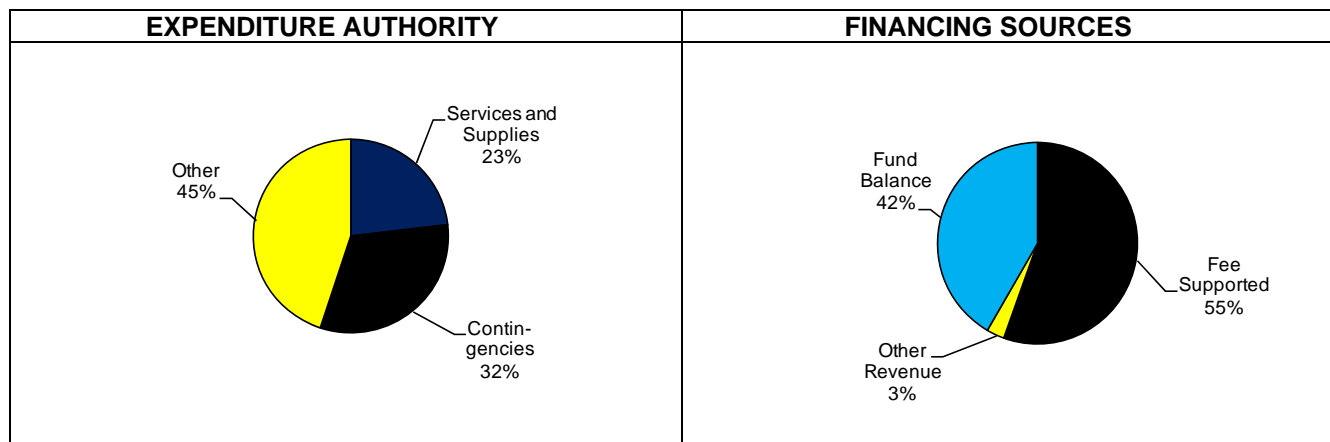 EXPENDITURE AUTHORITY
Services and
Supplies
23%
Other
45%
Contin-
gencies
32%
FINANCING SOURCES
Fund
Balance
42%
Fee
Supported
55%
Other
Revenue
3%